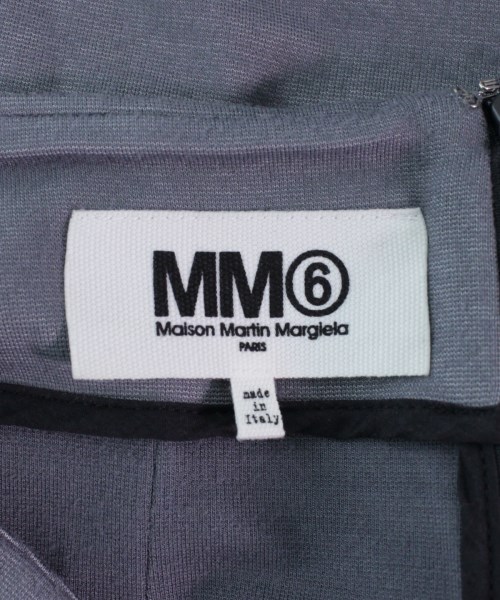 MM⑥
Maison Martin Margiela
PARIS
made
in
Italy